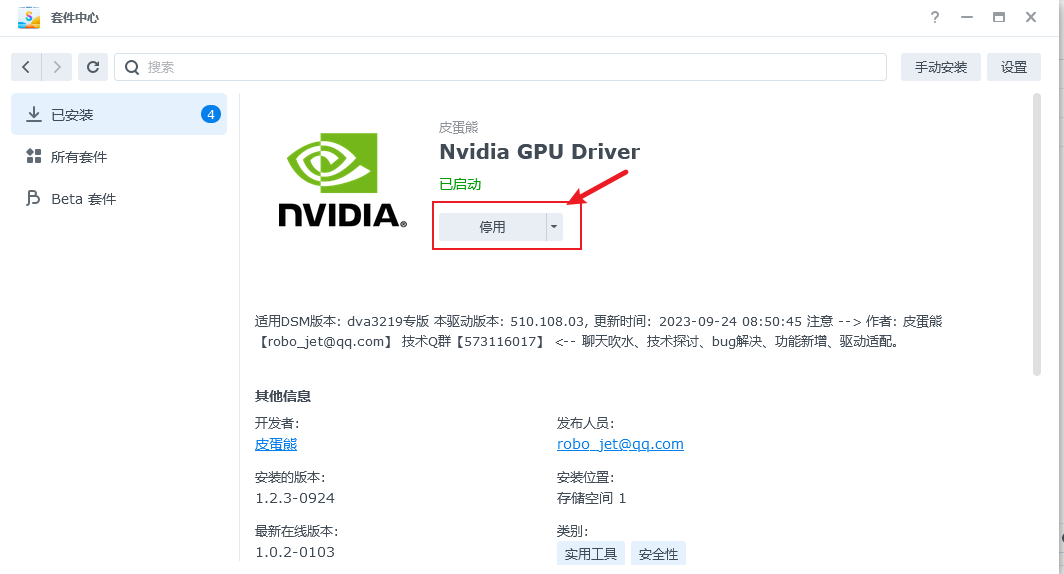 套件中心
搜索
手动安装
设置
已安装
4
所有套件
Beta 套件
nVIDIA®
皮蛋熊
Nvidia GPU Driver
已启动
停用
适用DSM版本: dva3219专版 本驱动版本: 510.108.03, 更新时间: 2023-09-24 08:50:45 注意 --> 作者: 皮蛋熊
【robo_jet@qq.com】 技术Q群【573116017】 <-- 聊天吹水、技术探讨、bug解决、功能新增、驱动适配。
其他信息
开发者:
皮蛋熊
发布人员:
robo_jet@qq.com
安装的版本:
1.2.3-0924
安装位置:
存储空间 1
最新在线版本:
1.0.2-0103
类别:
实用工具
安全性